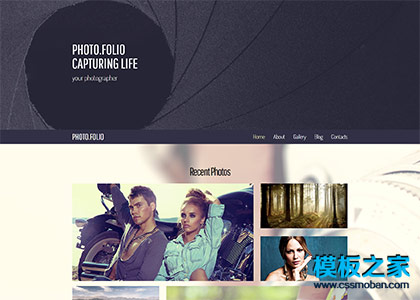 PHOTO.FOLIO
CAPTURING LIFE
your photographer
PHOTO.FOLIO
Home About Gallery Blog Contacts
Recent Photos
模板之家
www.cssmoban.com